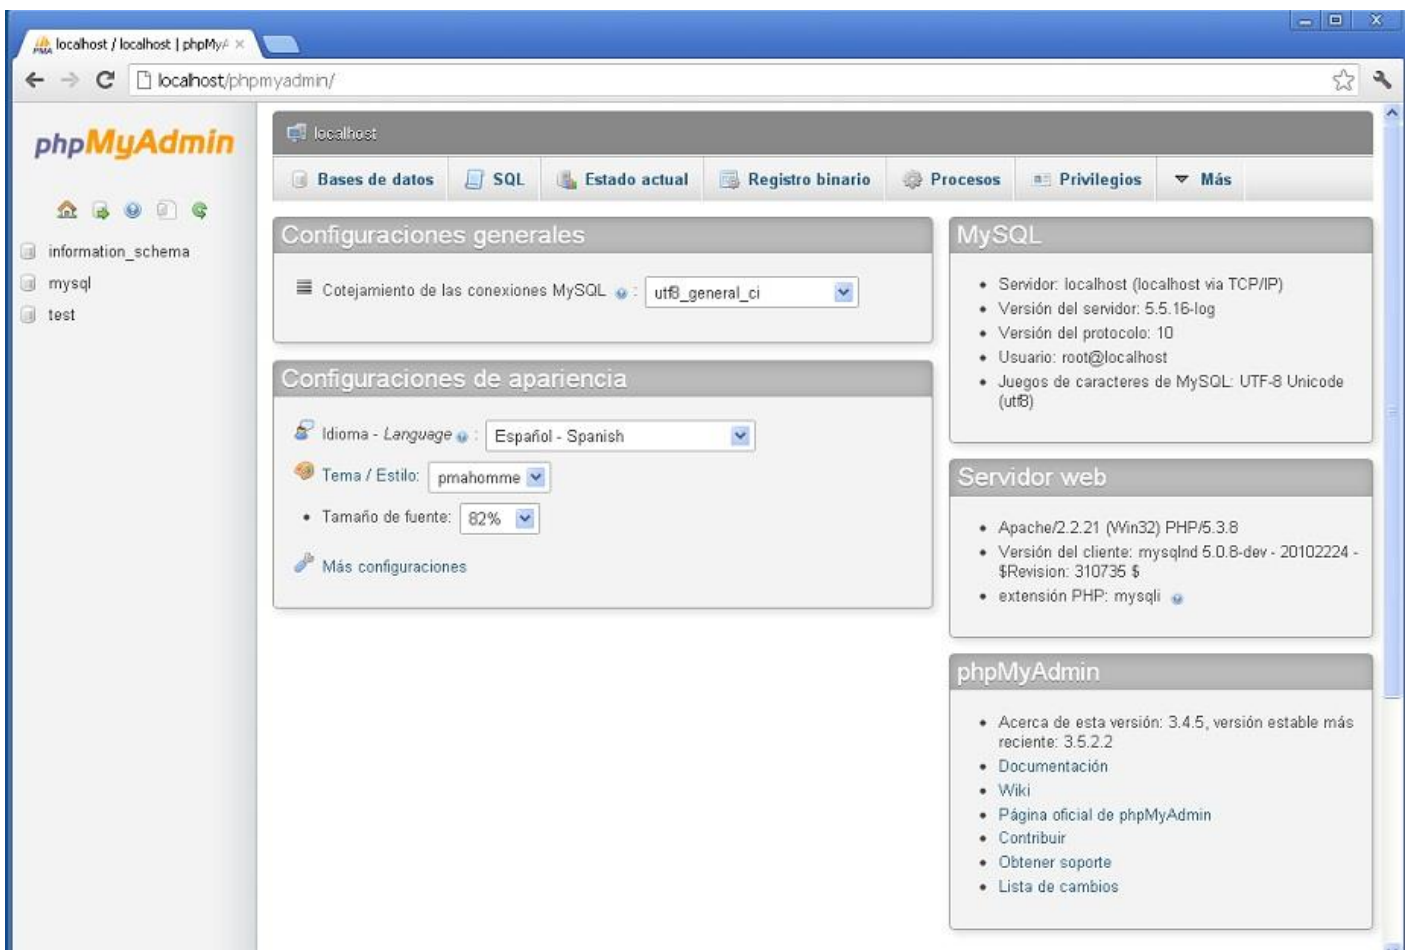 localhost / localhost | phpMyA
localhost/phpmyadmin/
phpMyAdmin
information_schema
mysql
test
localhost
Bases de datos SQL Estado actual Registro binario Procesos Privilegios Más
Configuraciones generales
Cotejamiento de las conexiones MySQL : utf8_general_ci
Configuraciones de apariencia
Idioma - Language : Español - Spanish
Tema / Estilo: pmahomme
• Tamaño de fuente: 82%
Más configuraciones
MySQL
• Servidor: localhost (localhost via TCP/IP)
• Versión del servidor: 5.5.16-log
• Versión del protocolo: 10
• Usuario: root@localhost
• Juegos de caracteres de MySQL: UTF-8 Unicode
(utf8)
Servidor web
• Apache/2.2.21 (Win32) PHP/5.3.8
• Versión del cliente: mysqlnd 5.0.8-dev - 20102224 -
$Revision: 310735 $
• extensión PHP: mysqli
phpMyAdmin
• Acerca de esta versión: 3.4.5, versión estable más
reciente: 3.5.2.2
• Documentación
• Wiki
• Página oficial de phpMyAdmin
• Contribuir
• Obtener soporte
• Lista de cambios